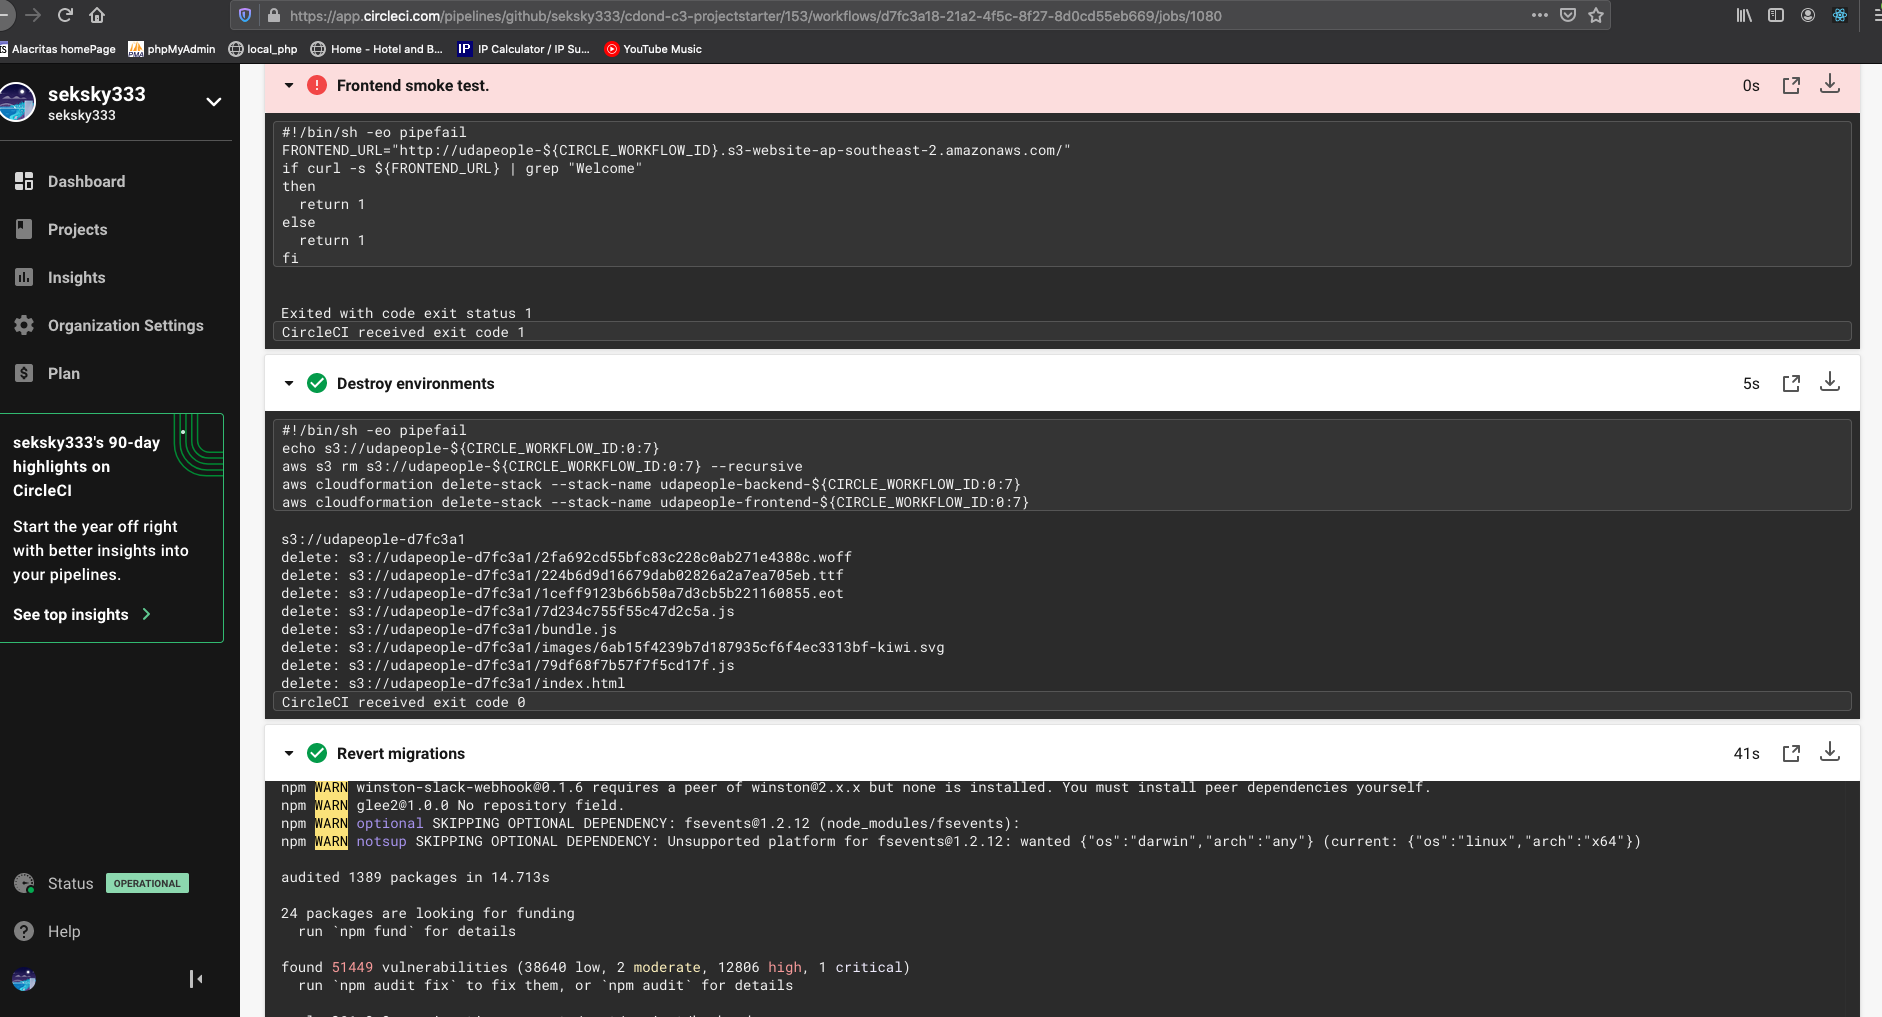 https://app.circleci.com/pipelines/github/seksky333/cdond-c3-projectstarter/153/workflows/d7fc3a18-21a2-4f5c-8f27-8d0cd55eb669/jobs/1080
Alacritas homePage
phpMyAdmin
local_php
Home - Hotel and B...
IP IP Calculator / IP Su...
YouTube Music
seksky333
seksky333
Dashboard
Projects
Insights
Organization Settings
Plan
seksky333's 90-day
highlights on
CircleCI
Start the year off right
with better insights into
your pipelines.
See top insights
Status OPERATIONAL
Help
Frontend smoke test. 0s
#!/bin/sh -eo pipefail
FRONTEND_URL="http://udapeople-${CIRCLE_WORKFLOW_ID}.s3-website-ap-southeast-2.amazonaws.com/"
if curl -s ${FRONTEND_URL} | grep "Welcome"
then
  return 1
else
  return 1
fi
Exited with code exit status 1
CircleCI received exit code 1
Destroy environments 5s
#!/bin/sh -eo pipefail
echo s3://udapeople-${CIRCLE_WORKFLOW_ID:0:7}
aws s3 rm s3://udapeople-${CIRCLE_WORKFLOW_ID:0:7} --recursive
aws cloudformation delete-stack --stack-name udapeople-backend-${CIRCLE_WORKFLOW_ID:0:7}
aws cloudformation delete-stack --stack-name udapeople-frontend-${CIRCLE_WORKFLOW_ID:0:7}
s3://udapeople-d7fc3a1
delete: s3://udapeople-d7fc3a1/2fa692cd55bfc83c228c0ab271e4388c.woff
delete: s3://udapeople-d7fc3a1/224b6d9d16679dab02826a2a7ea705eb.ttf
delete: s3://udapeople-d7fc3a1/1ceff9123b66b50a7d3cb5b221160855.eot
delete: s3://udapeople-d7fc3a1/7d234c755f55c47d2c5a.js
delete: s3://udapeople-d7fc3a1/bundle.js
delete: s3://udapeople-d7fc3a1/images/6ab15f4239b7d187935cf6f4ec3313bf-kiwi.svg
delete: s3://udapeople-d7fc3a1/79df68f7b57f7f5cd17f.js
delete: s3://udapeople-d7fc3a1/index.html
CircleCI received exit code 0
Revert migrations 41s
npm WARN winston-slack-webhook@0.1.6 requires a peer of winston@2.x.x but none is installed. You must install peer dependencies yourself.
npm WARN glee2@1.0.0 No repository field.
npm WARN optional SKIPPING OPTIONAL DEPENDENCY: fsevents@1.2.12 (node_modules/fsevents):
npm WARN notsup SKIPPING OPTIONAL DEPENDENCY: Unsupported platform for fsevents@1.2.12: wanted {"os":"darwin","arch":"any"} (current: {"os":"linux","arch":"x64"})
audited 1389 packages in 14.713s
24 packages are looking for funding
  run `npm fund` for details
found 51449 vulnerabilities (38640 low, 2 moderate, 12806 high, 1 critical)
  run `npm audit fix` to fix them, or `npm audit` for details